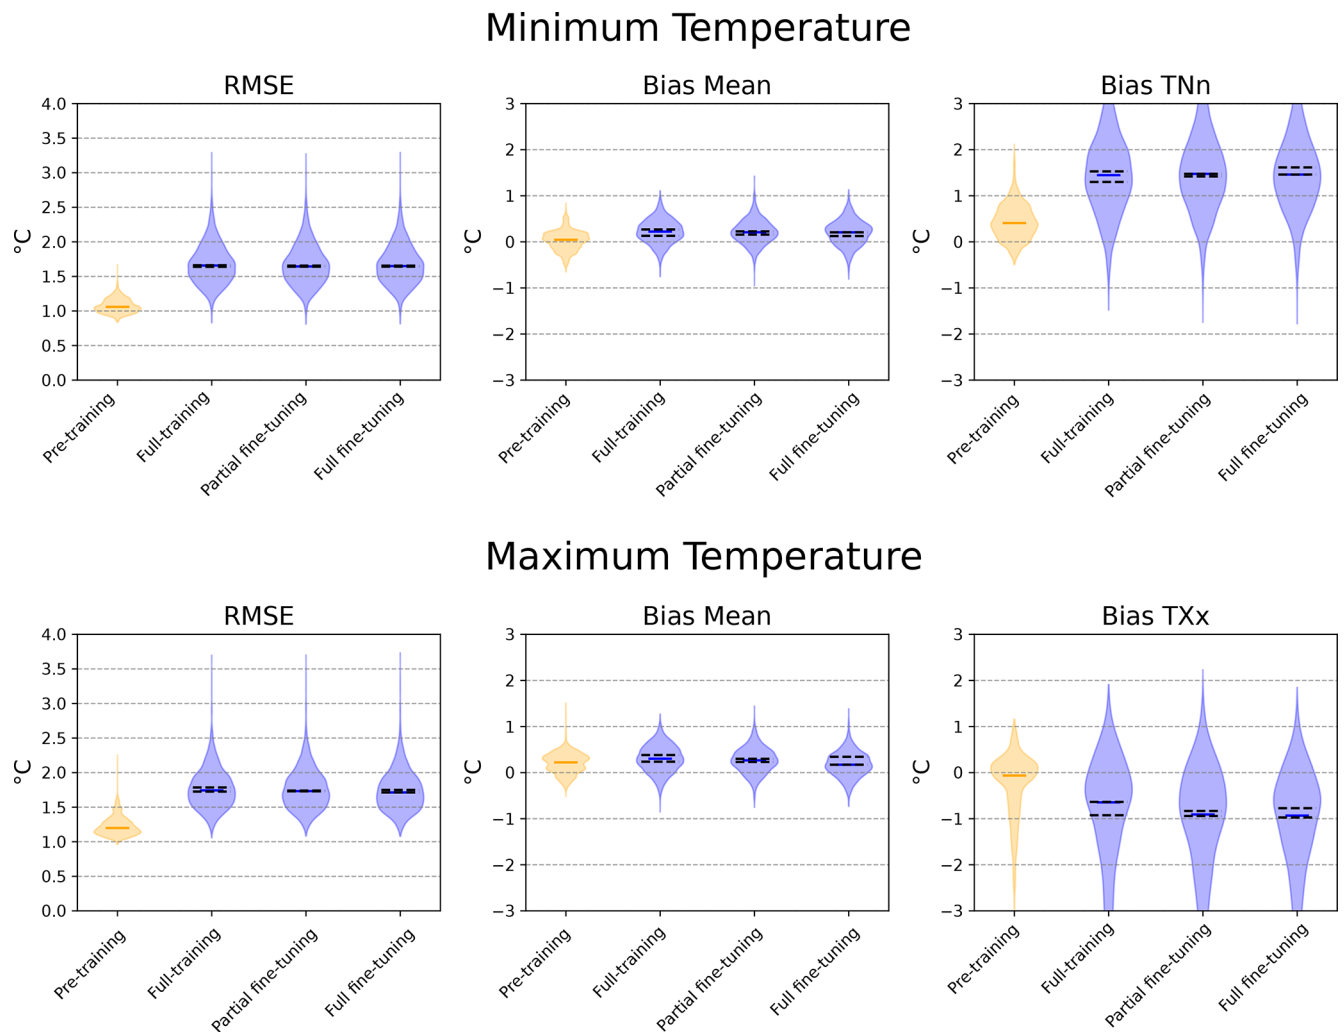 Minimum Temperature
RMSE
°C
4.0
3.5
3.0
2.5
2.0
1.5
1.0
0.5
0.0
Pre-training
Full-training
Partial fine-tuning
Full fine-tuning
Bias Mean
°C
3
2
1
0
−1
−2
−3
Pre-training
Full-training
Partial fine-tuning
Full fine-tuning
Bias TNn
°C
3
2
1
0
−1
−2
−3
Pre-training
Full-training
Partial fine-tuning
Full fine-tuning
Maximum Temperature
RMSE
°C
4.0
3.5
3.0
2.5
2.0
1.5
1.0
0.5
0.0
Pre-training
Full-training
Partial fine-tuning
Full fine-tuning
Bias Mean
°C
3
2
1
0
−1
−2
−3
Pre-training
Full-training
Partial fine-tuning
Full fine-tuning
Bias TXx
°C
3
2
1
0
−1
−2
−3
Pre-training
Full-training
Partial fine-tuning
Full fine-tuning